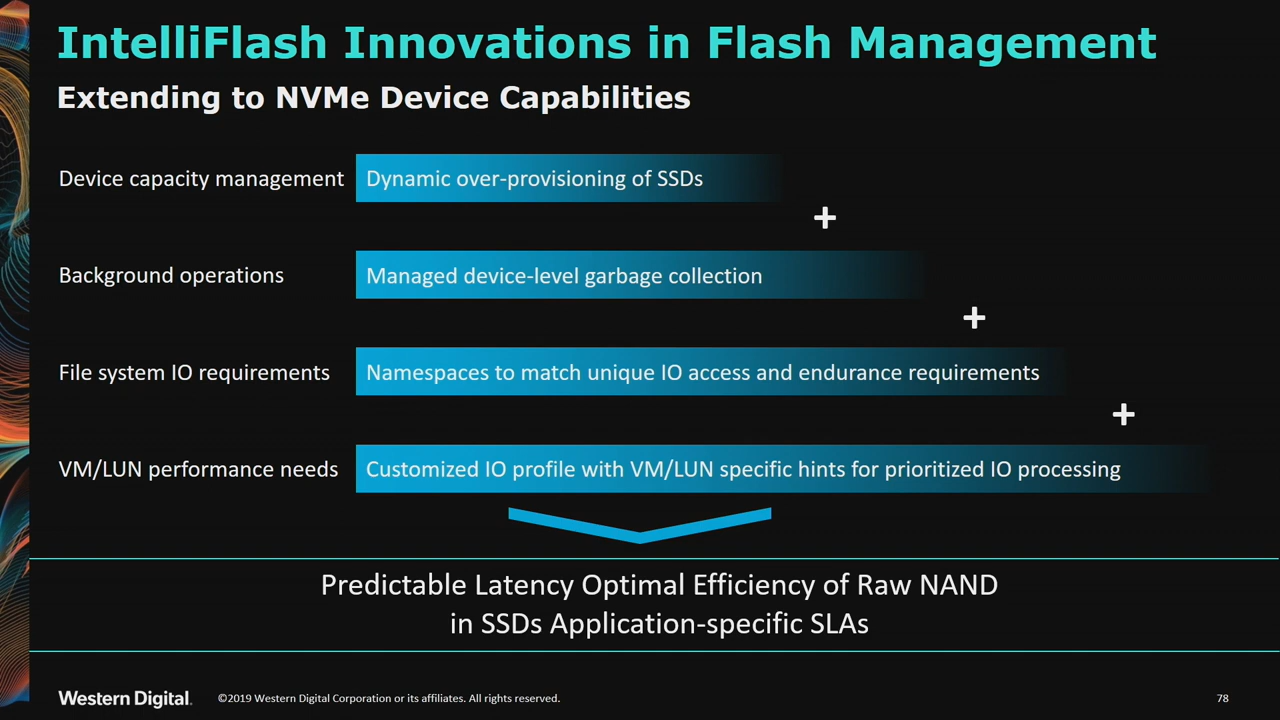 IntelliFlash Innovations in Flash Management
Extending to NVMe Device Capabilities
Device capacity management
Dynamic over-provisioning of SSDs
+
Background operations
Managed device-level garbage collection
+
File system IO requirements
Namespaces to match unique IO access and endurance requirements
+
VM/LUN performance needs
Customized IO profile with VM/LUN specific hints for prioritized IO processing
Predictable Latency Optimal Efficiency of Raw NAND
in SSDs Application-specific SLAs
Western Digital.
©2019 Western Digital Corporation or its affiliates. All rights reserved.
78